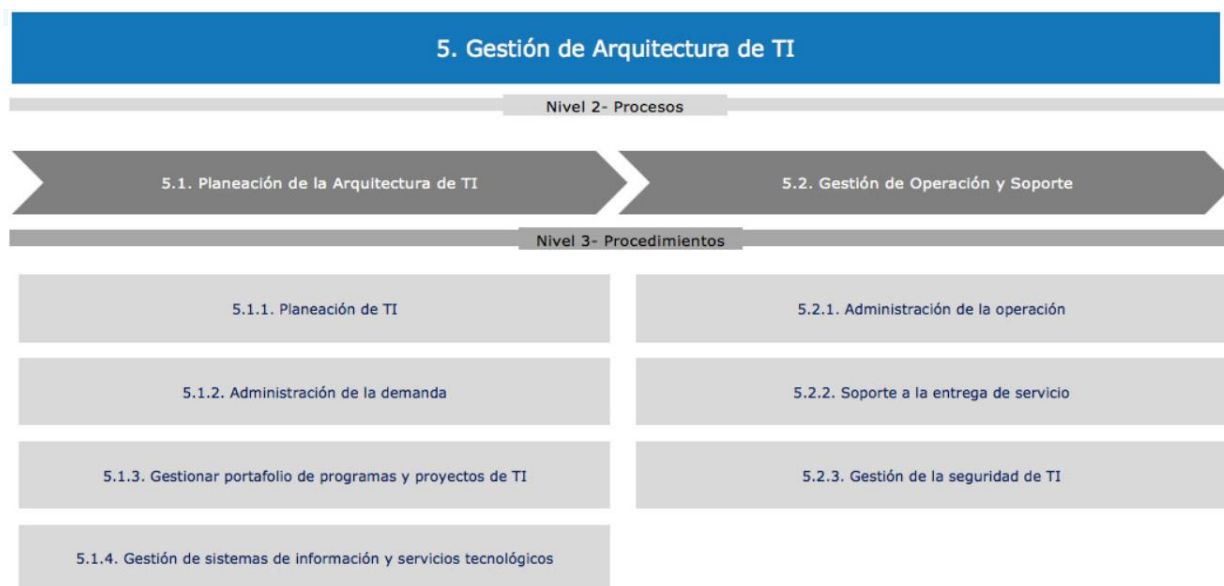 5. Gestión de Arquitectura de TI
Nivel 2- Procesos
5.1. Planeación de la Arquitectura de TI
5.2. Gestión de Operación y Soporte
Nivel 3- Procedimientos
5.1.1. Planeación de TI
5.2.1. Administración de la operación
5.1.2. Administración de la demanda
5.2.2. Soporte a la entrega de servicio
5.1.3. Gestionar portafolio de programas y proyectos de TI
5.2.3. Gestión de la seguridad de TI
5.1.4. Gestión de sistemas de información y servicios tecnológicos